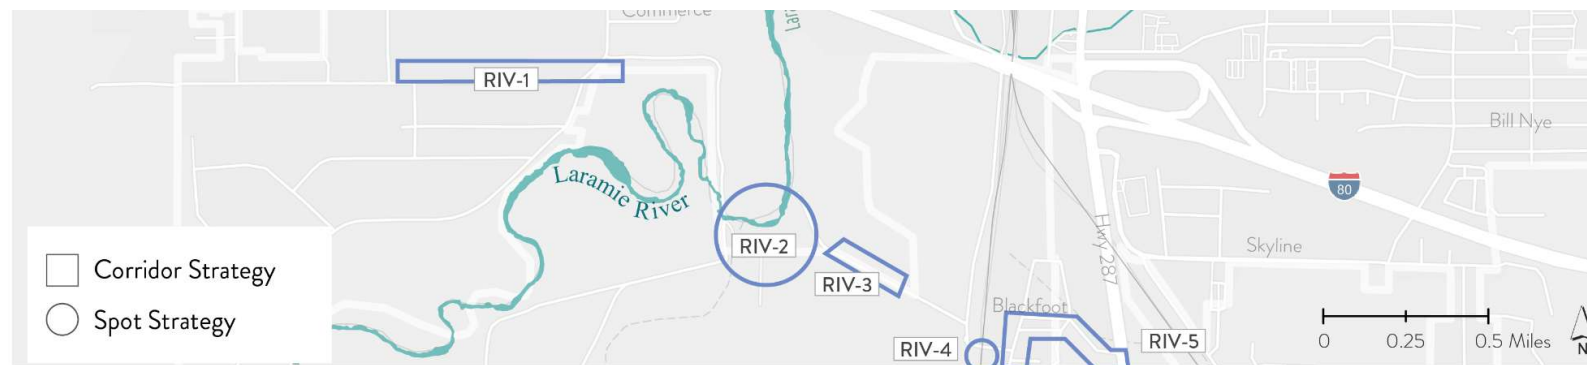 Commerce
Lara
RIV-1
Bill Nye
Laramie River
80
Hwy 287
RIV-2
Skyline
Corridor Strategy
RIV-3
Blackfoot
Spot Strategy
RIV-4
RIV-5
0 0.25 0.5 Miles
N